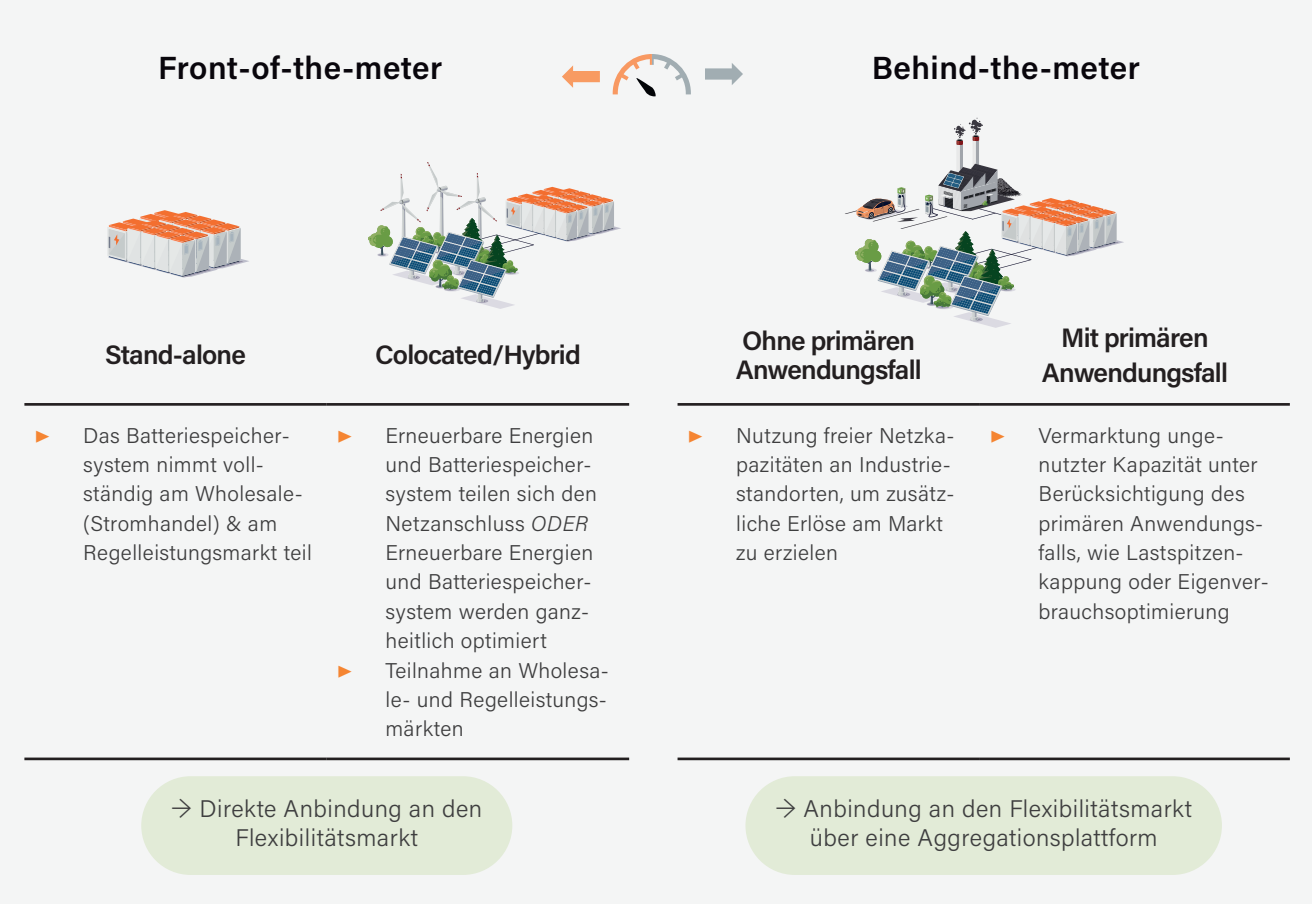 Front-of-the-meter
Behind-the-meter
Stand-alone
Colocated/Hybrid
Ohne primären
Anwendungsfall
Mit primären
Anwendungsfall
► Das Batteriespeicher-
system nimmt voll-
ständig am Wholesale-
(Stromhandel) & am
Regelleistungsmarkt teil
► Erneuerbare Energien
und Batteriespeicher-
system teilen sich den
Netzanschluss ODER
Erneuerbare Energien
und Batteriespeicher-
system werden ganz-
heitlich optimiert
► Teilnahme an Wholesa-
le- und Regelleistungs-
märkten
► Nutzung freier Netzka-
pazitäten an Industrie-
standorten, um zusätz-
liche Erlöse am Markt
zu erzielen
► Vermarktung unge-
nutzter Kapazität unter
Berücksichtigung des
primären Anwendungs-
falls, wie Lastspitzen-
kappung oder Eigenver-
brauchsoptimierung
→ Direkte Anbindung an den
Flexibilitätsmarkt
→ Anbindung an den Flexibilitätsmarkt
über eine Aggregationsplattform